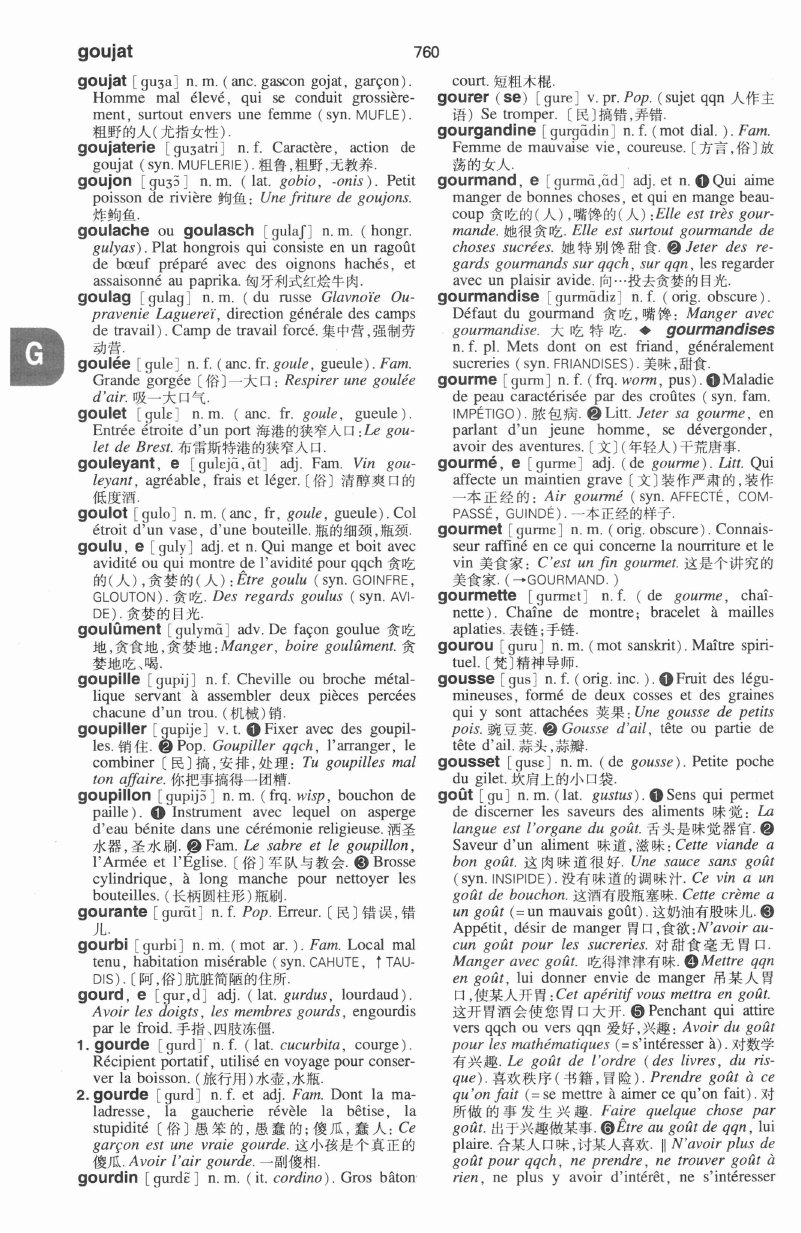 goujat
760
goujat [guʒa] n. m. (anc. gascon gojat, garçon).
Homme mal élevé, qui se conduit grossière-
ment, surtout envers une femme (syn. MUFLE).
粗野的人(尤指女性).
goujaterie [guʒatri] n. f. Caractère, action de
goujat (syn. MUFLERIE). 粗鲁,粗野,无教养.
goujon [guʒɔ̃] n. m. (lat. gobio, -onis). Petit
poisson de rivière 鮈鱼: Une friture de goujons.
炸鮈鱼.
goulache ou goulasch [gulaʃ] n. m. (hongr.
gulyas). Plat hongrois qui consiste en un ragoût
de bœuf préparé avec des oignons hachés, et
assaisonné au paprika. 匈牙利式红烩牛肉.
goulag [gulag] n. m. (du russe Glavnoïe Ou-
pravenie Laguereï, direction générale des camps
de travail). Camp de travail forcé. 集中营,强制劳
动营.
G
goulée [gule] n. f. (anc. fr. goule, gueule). Fam.
Grande gorgée [俗]一大口: Respirer une goulée
d'air. 吸一大口气.
goulet [gulɛ] n. m. (anc. fr. goule, gueule).
Entrée étroite d'un port 海港的狭窄入口:Le gou-
let de Brest. 布雷斯特港的狭窄入口.
gouleyant, e [gulɛjɑ̃,ɑ̃t] adj. Fam. Vin gou-
leyant, agréable, frais et léger. [俗] 清醇爽口的
低度酒.
goulot [gulo] n. m. (anc, fr, goule, gueule). Col
étroit d'un vase, d'une bouteille. 瓶的细颈,瓶颈.
goulu, e [guly] adj. et n. Qui mange et boit avec
avidité ou qui montre de l'avidité pour qqch 贪吃
的(人),贪婪的(人):Être goulu (syn. GOINFRE,
GLOUTON). 贪吃. Des regards goulus (syn. AVI-
DE). 贪婪的目光.
goulûment [gulymɑ̃] adv. De façon goulue 贪吃
地,贪食地,贪婪地:Manger, boire goulûment. 贪
婪地吃、喝.
goupille [gupij] n. f. Cheville ou broche métal-
lique servant à assembler deux pièces percées
chacune d'un trou. (机械)销.
goupiller [gupije] v. t. ❶ Fixer avec des goupil-
les. 销住. ❷ Pop. Goupiller qqch, l'arranger, le
combiner [民]搞,安排,处理: Tu goupilles mal
ton affaire. 你把事搞得一团糟.
goupillon [gupijɔ̃] n. m. (frq. wisp, bouchon de
paille). ❶ Instrument avec lequel on asperge
d'eau bénite dans une cérémonie religieuse. 洒圣
水器,圣水刷. ❷ Fam. Le sabre et le goupillon,
l'Armée et l'Église. [俗]军队与教会. ❸ Brosse
cylindrique, à long manche pour nettoyer les
bouteilles. (长柄圆柱形)瓶刷.
gourante [gurɑ̃t] n. f. Pop. Erreur. [民]错误,错
儿.
gourbi [gurbi] n. m. (mot ar.). Fam. Local mal
tenu, habitation misérable (syn. CAHUTE, ↑TAU-
DIS). [阿,俗]肮脏简陋的住所.
gourd, e [gur,d] adj. (lat. gurdus, lourdaud).
Avoir les doigts, les membres gourds, engourdis
par le froid. 手指、四肢冻僵.
1. gourde [gurd] n. f. (lat. cucurbita, courge).
Récipient portatif, utilisé en voyage pour conser-
ver la boisson. (旅行用)水壶,水瓶.
2. gourde [gurd] n. f. et adj. Fam. Dont la ma-
ladresse, la gaucherie révèle la bêtise, la
stupidité [俗]愚笨的,愚蠢的;傻瓜,蠢人: Ce
garçon est une vraie gourde. 这小孩是个真正的
傻瓜. Avoir l'air gourde. 一副傻相.
gourdin [gurdɛ̃] n. m. (it. cordino). Gros bâton
court. 短粗木棍.
gourer (se) [gure] v. pr. Pop. (sujet qqn 人作主
语) Se tromper. [民]搞错,弄错.
gourgandine [gurgɑ̃din] n. f. (mot dial.). Fam.
Femme de mauvaise vie, coureuse. [方言,俗]放
荡的女人.
gourmand, e [gurmɑ̃,ɑ̃d] adj. et n. ❶ Qui aime
manger de bonnes choses, et qui en mange beau-
coup 贪吃的(人),嘴馋的(人):Elle est très gour-
mande. 她很贪吃. Elle est surtout gourmande de
choses sucrées. 她特别馋甜食. ❷ Jeter des re-
gards gourmands sur qqch, sur qqn, les regarder
avec un plaisir avide. 向…投去贪婪的目光.
gourmandise [gurmɑ̃diz] n. f. (orig. obscure).
Défaut du gourmand 贪吃,嘴馋: Manger avec
gourmandise. 大吃特吃. ◆ gourmandises
n. f. pl. Mets dont on est friand, généralement
sucreries (syn. FRIANDISES). 美味,甜食.
gourme [gurm] n. f. (frq. worm, pus). ❶Maladie
de peau caractérisée par des croûtes (syn. fam.
IMPÉTIGO). 脓包病. ❷ Litt. Jeter sa gourme, en
parlant d'un jeune homme, se dévergonder,
avoir des aventures. [文](年轻人)干荒唐事.
gourmé, e [gurme] adj. (de gourme). Litt. Qui
affecte un maintien grave [文]装作严肃的,装作
一本正经的: Air gourmé (syn. AFFECTÉ, COM-
PASSÉ, GUINDÉ). 一本正经的样子.
gourmet [gurmɛ] n. m. (orig. obscure). Connais-
seur raffiné en ce qui concerne la nourriture et le
vin 美食家: C'est un fin gourmet. 这是个讲究的
美食家. (→GOURMAND.)
gourmette [gurmɛt] n. f. (de gourme, chaî-
nette). Chaîne de montre; bracelet à mailles
aplaties. 表链;手链.
gourou [guru] n. m. (mot sanskrit). Maître spiri-
tuel. [梵]精神导师.
gousse [gus] n. f. (orig. inc.). ❶Fruit des légu-
mineuses, formé de deux cosses et des graines
qui y sont attachées 荚果:Une gousse de petits
pois. 豌豆荚. ❷ Gousse d'ail, tête ou partie de
tête d'ail. 蒜头,蒜瓣.
gousset [gusɛ] n. m. (de gousse). Petite poche
du gilet. 坎肩上的小口袋.
goût [gu] n. m. (lat. gustus). ❶ Sens qui permet
de discerner les saveurs des aliments 味觉: La
langue est l'organe du goût. 舌头是味觉器官. ❷
Saveur d'un aliment 味道,滋味: Cette viande a
bon goût. 这肉味道很好. Une sauce sans goût
(syn. INSIPIDE). 没有味道的调味汁. Ce vin a un
goût de bouchon. 这酒有股瓶塞味. Cette crème a
un goût (= un mauvais goût). 这奶油有股味儿. ❸
Appétit, désir de manger 胃口,食欲:N'avoir au-
cun goût pour les sucreries. 对甜食毫无胃口.
Manger avec goût. 吃得津津有味. ❹ Mettre qqn
en goût, lui donner envie de manger 吊某人胃
口,使某人开胃:Cet apéritif vous mettra en goût.
这开胃酒会使您胃口大开. ❺ Penchant qui attire
vers qqch ou vers qqn 爱好,兴趣: Avoir du goût
pour les mathématiques (= s'intéresser à). 对数学
有兴趣. Le goût de l'ordre (des livres, du ris-
que). 喜欢秩序(书籍,冒险). Prendre goût à ce
qu'on fait (= se mettre à aimer ce qu'on fait). 对
所做的事发生兴趣. Faire quelque chose par
goût. 出于兴趣做某事. ❻Être au goût de qqn, lui
plaire. 合某人口味,讨某人喜欢. ‖ N'avoir plus de
goût pour qqch, ne prendre, ne trouver goût à
rien, ne plus y avoir d'intérêt, ne s'intéresser